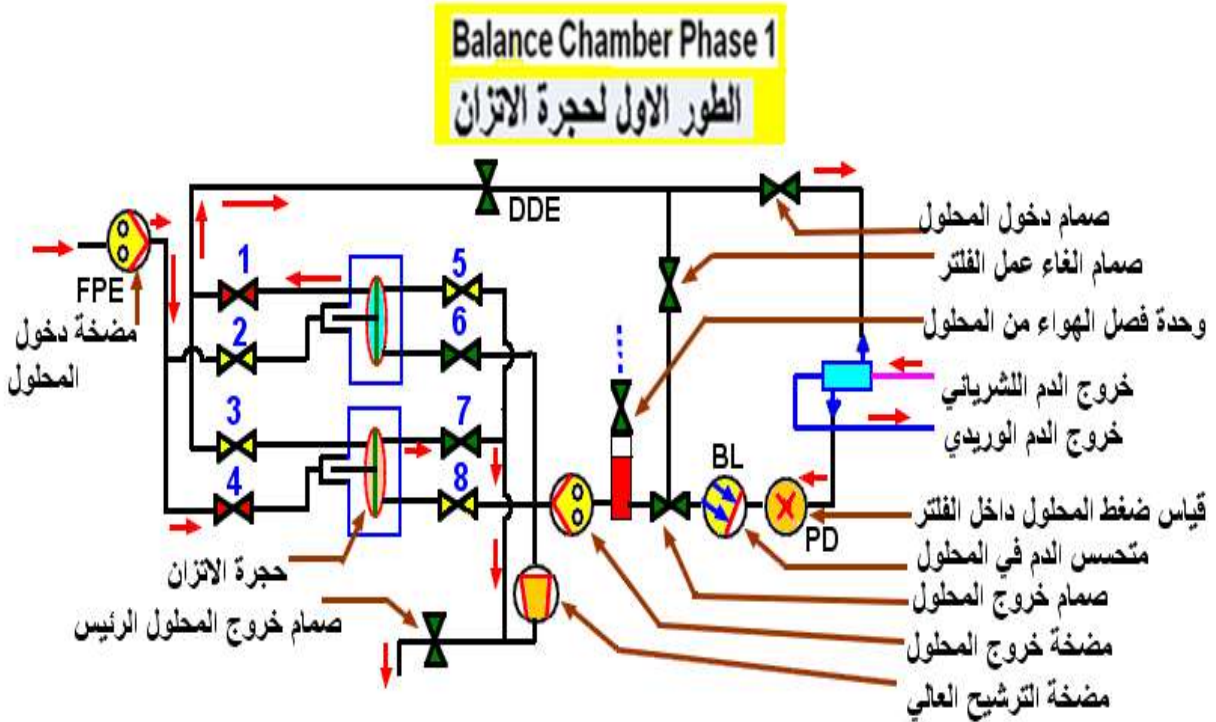 Balance Chamber Phase 1
الطور الاول لحجرة الاتزان
DDE
FPE
مضخة دخول
المحلول
1
2
3
4
5
6
7
8
BL
PD
حجرة الاتزان
صمام خروج المحلول الرئيس
صمام دخول المحلول
صمام الغاء عمل الفلتر
وحدة فصل الهواء من المحلول
خروج الدم اللشرياني
خروج الدم الوريدي
قياس ضغط المحلول داخل الفلتر
متحسس الدم في المحلول
صمام خروج المحلول
مضخة خروج المحلول
مضخة الترشيح العالي